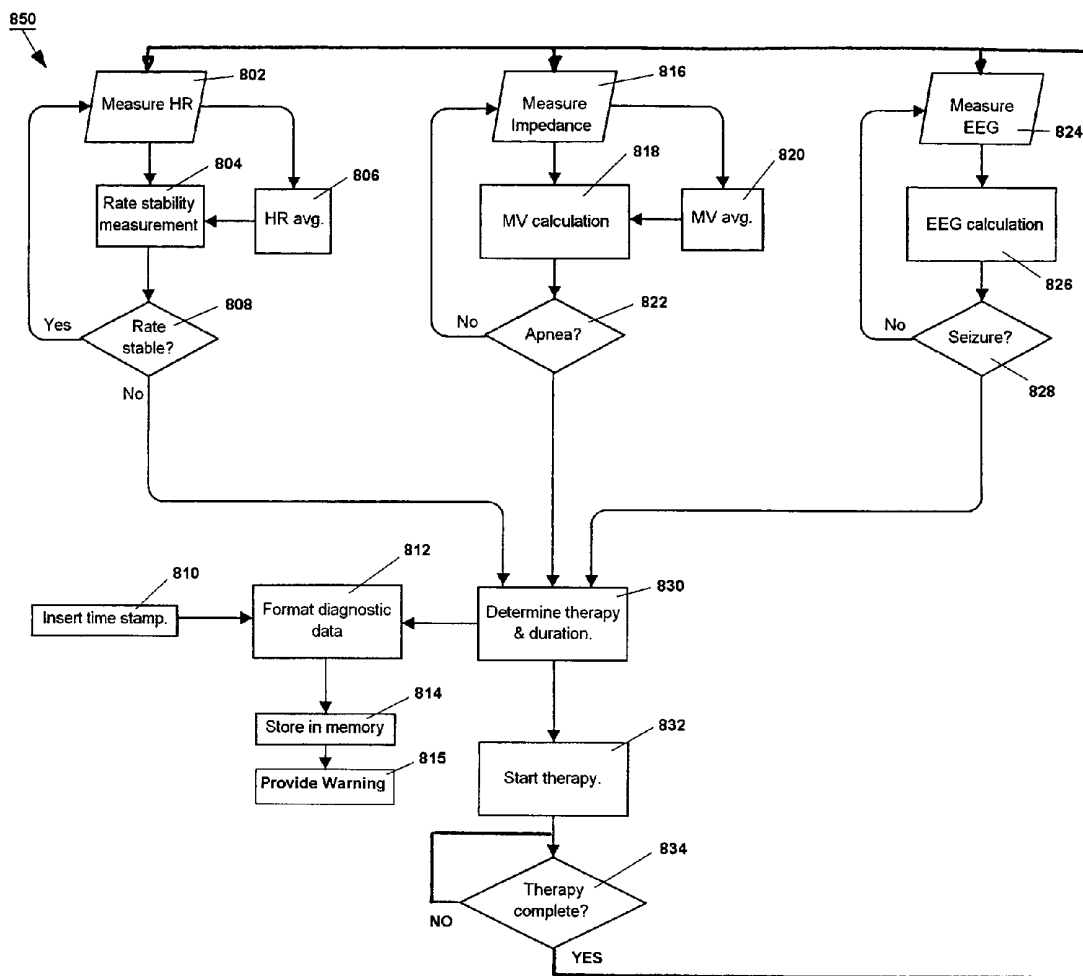 850
802
Measure HR
804
806
Rate stability
measurement
HR avg.
808
Yes
Rate
stable?
No
816
Measure
Impedance
818
820
MV calculation
MV avg.
822
No
Apnea?
Measure
EEG
824
EEG calculation
826
No
Seizure?
828
810
Insert time stamp.
812
Format diagnostic
data
830
Determine therapy
& duration.
814
Store in memory
815
Provide Warning
832
Start therapy.
834
Therapy
complete?
NO
YES